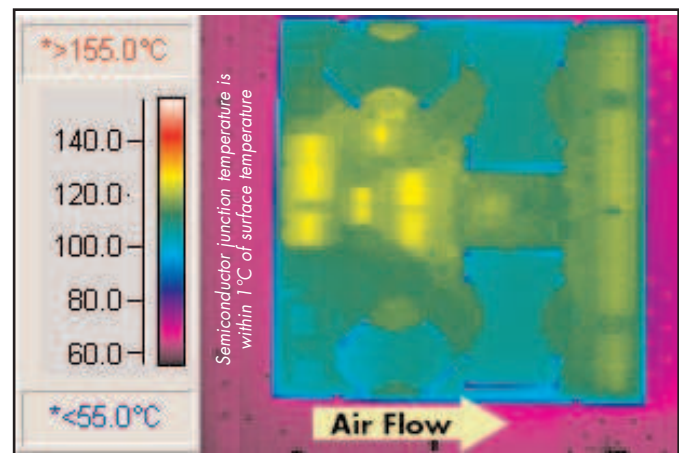 *>155.0°C
140.0
120.0
100.0
80.0
60.0
*<55.0°C
Semiconductor junction temperature is
within 1°C of surface temperature
Air Flow